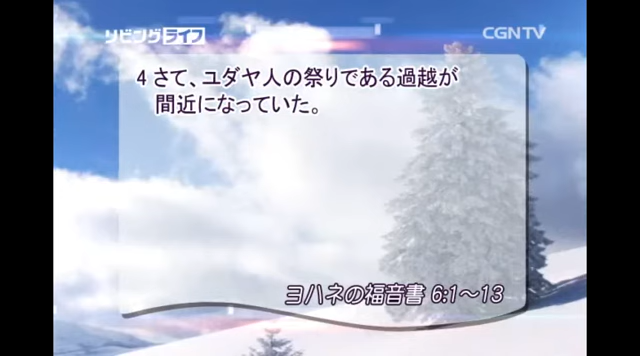 リビングライフ
CGNTV
4 さて、ユダヤ人の祭りである過越が
間近になっていた。
ヨハネの福音書 6:1～13